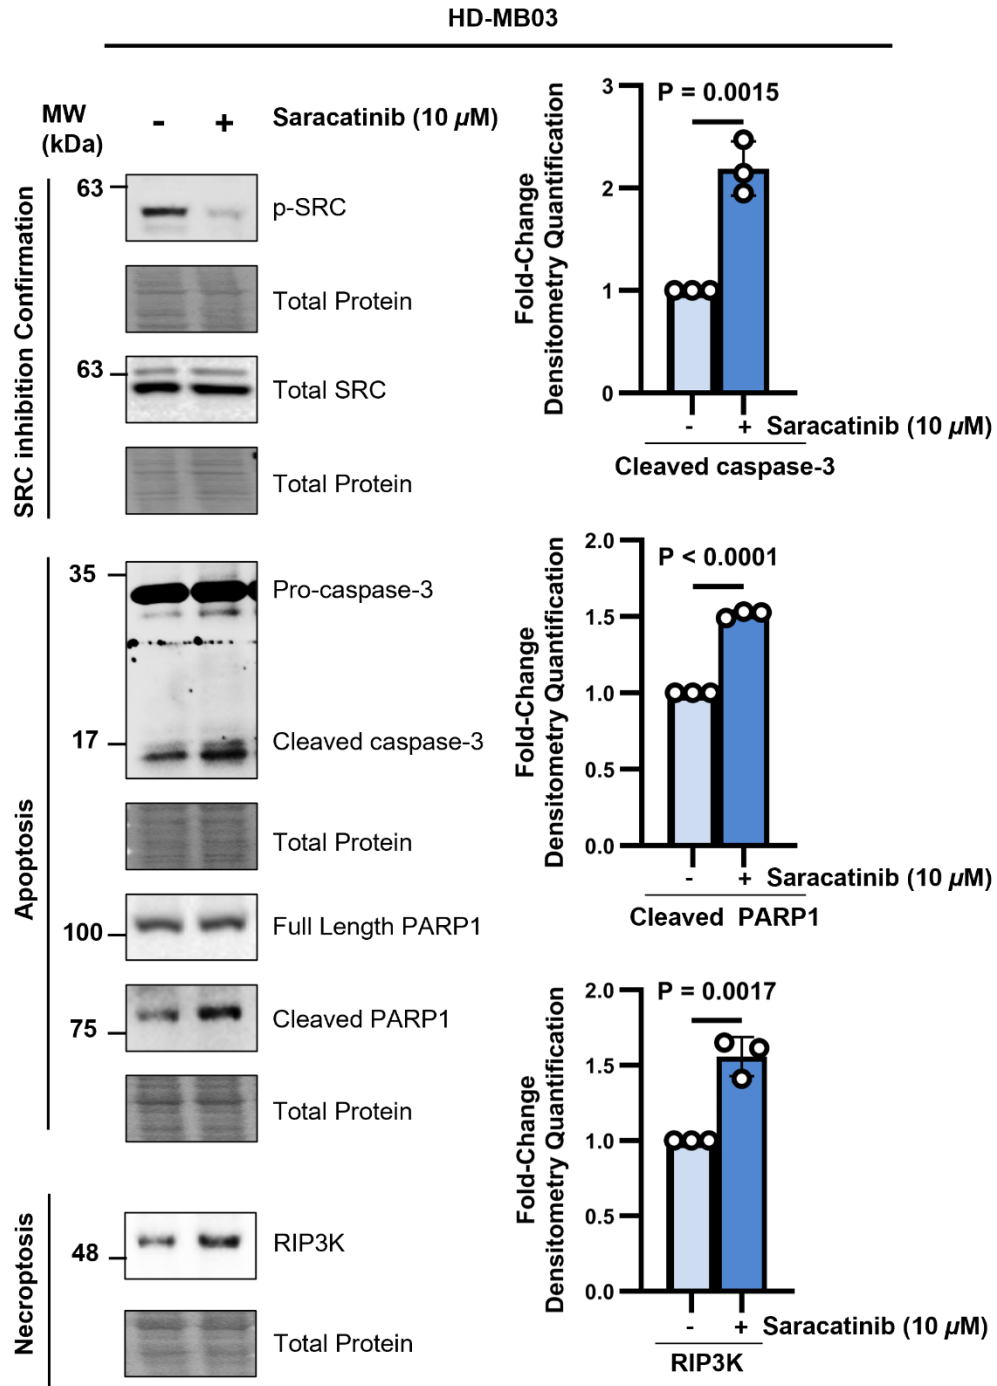 HD-MB03
MW
(kDa)
- + Saracatinib (10 µM)
SRC inhibition Confirmation
63
p-SRC
Total Protein
63
Total SRC
Total Protein
Apoptosis
35
Pro-caspase-3
17
Cleaved caspase-3
Total Protein
100
Full Length PARP1
75
Cleaved PARP1
Total Protein
Necroptosis
48
RIP3K
Total Protein
Fold-Change
Densitometry Quantification
3
2
1
0
P = 0.0015
- + Saracatinib (10 µM)
Cleaved caspase-3
Fold-Change
Densitometry Quantification
2.0
1.5
1.0
0.5
0.0
P < 0.0001
- + Saracatinib (10 µM)
Cleaved PARP1
Fold-Change
Densitometry Quantification
2.0
1.5
1.0
0.5
0.0
P = 0.0017
- + Saracatinib (10 µM)
RIP3K